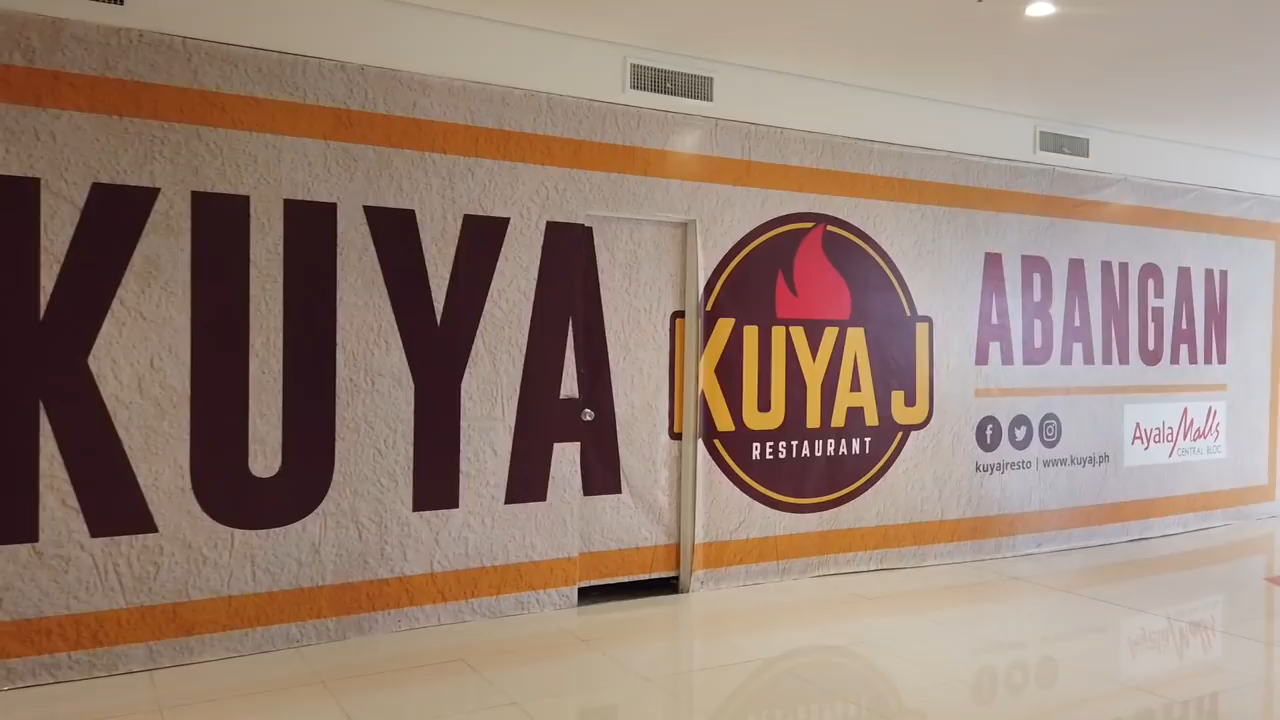 KUYA
KUYA J
RESTAURANT
ABANGAN
kuyajresto | www.kuyaj.ph
Ayala Malls
CENTRAL BLOC